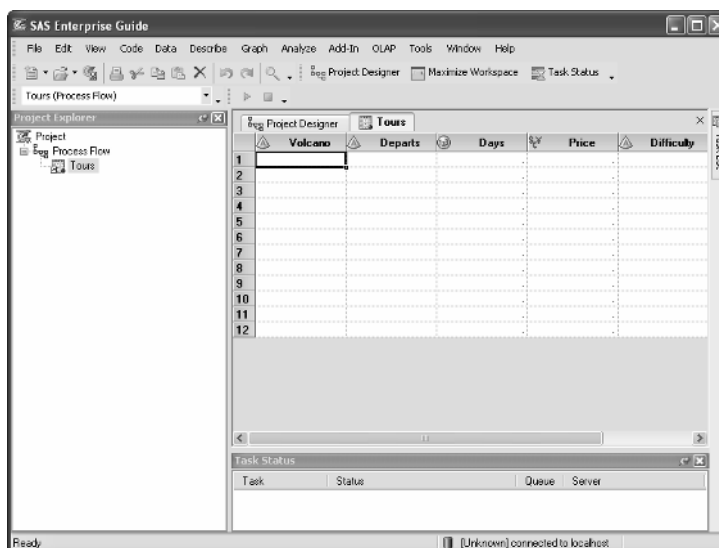 SAS Enterprise Guide
File Edit View Code Data Describe Graph Analyze Add-In OLAP Tools Window Help
Project Designer Maximize Workspace Task Status
Tours (Process Flow)
Project Explorer
Project Designer Tours
Project
Process Flow
Tours
Volcano Departs Days Price Difficulty
1
2
3
4
5
6
7
8
9
10
11
12
Task Status
Task Status Queue Server
Ready [Unknown] connected to localhost